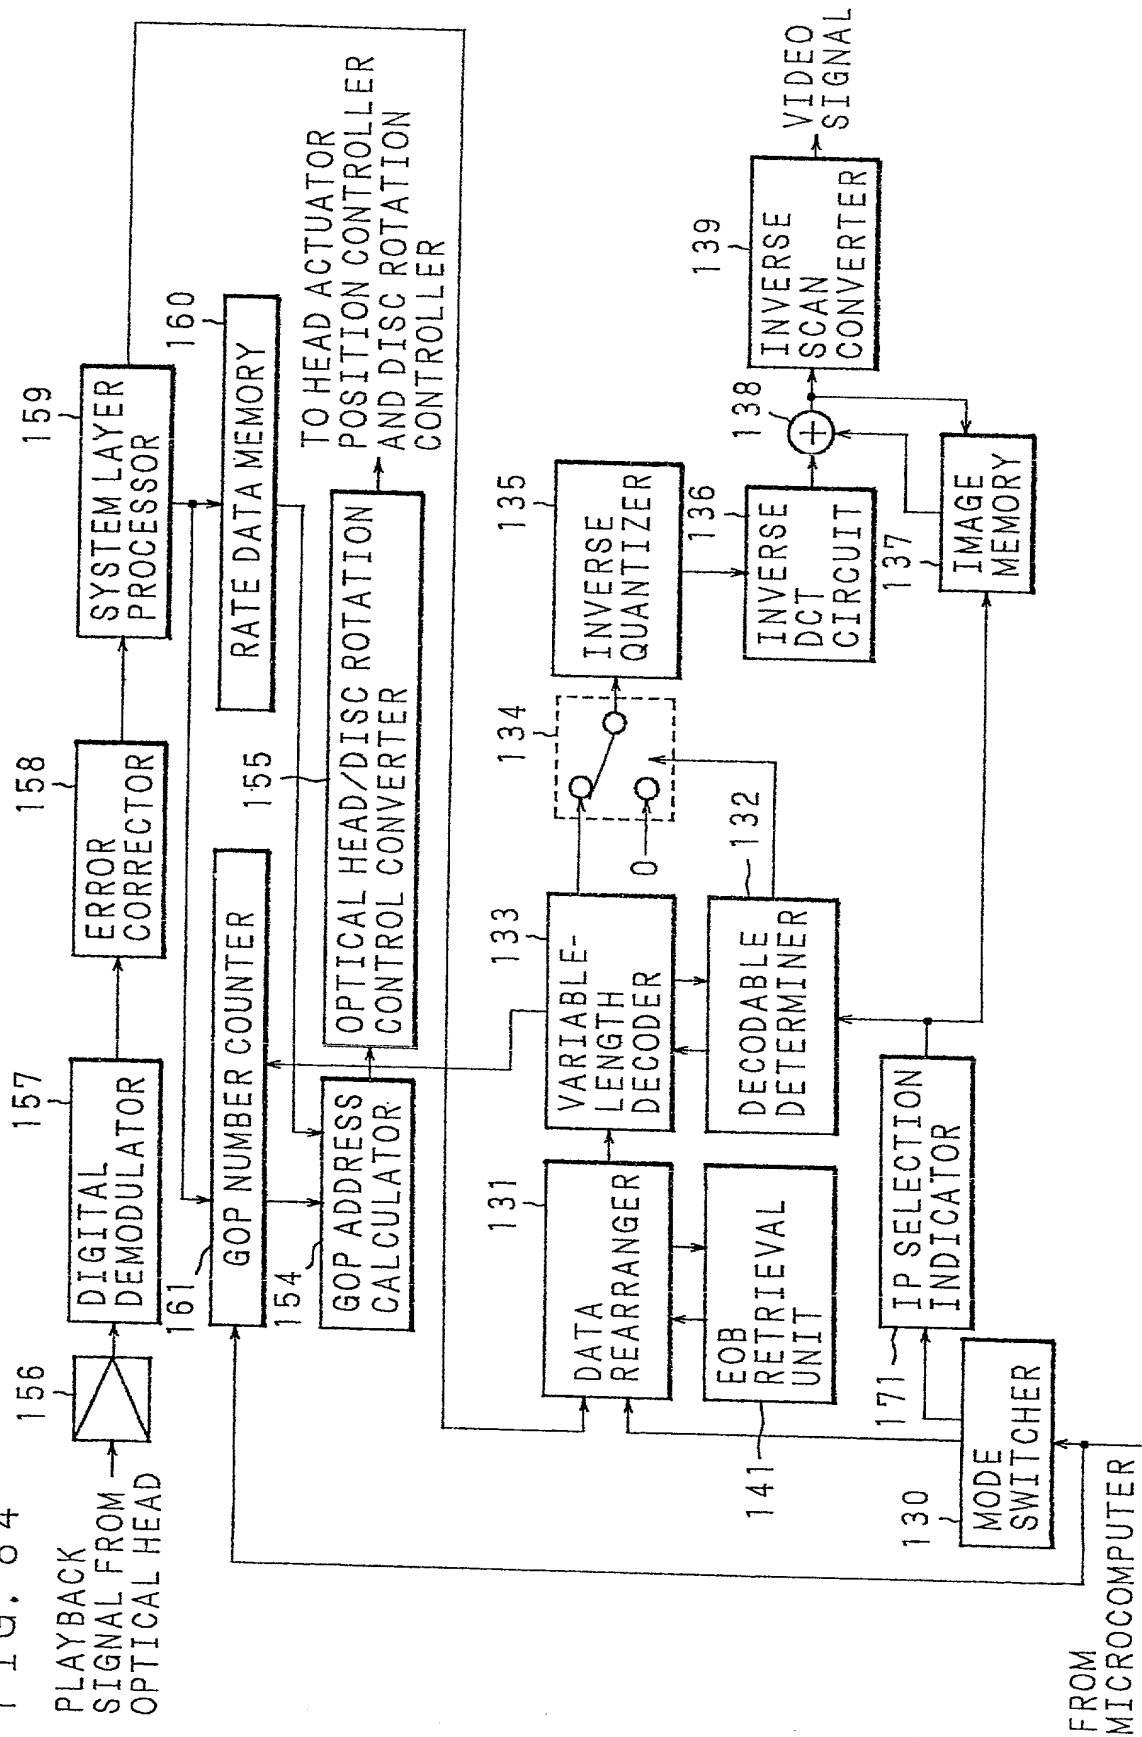 FIG. 84
PLAYBACK
SIGNAL FROM
OPTICAL HEAD
156
157
DIGITAL
DEMODULATOR
158
ERROR
CORRECTOR
159
SYSTEM LAYER
PROCESSOR
160
RATE DATA MEMORY
161
GOP NUMBER COUNTER
154
GOP ADDRESS
CALCULATOR
155
OPTICAL HEAD/DISC ROTATION
CONTROL CONVERTER
TO HEAD ACTUATOR
POSITION CONTROLLER
AND DISC ROTATION
CONTROLLER
131
DATA
REARRANGER
133
VARIABLE-
LENGTH
DECODER
134
0
135
INVERSE
QUANTIZER
141
EOB
RETRIEVAL
UNIT
132
DECODABLE
DETERMINER
136
INVERSE
DCT
CIRCUIT
138
+
139
INVERSE
SCAN
CONVERTER
VIDEO
SIGNAL
137
IMAGE
MEMORY
171
IP SELECTION
INDICATOR
130
MODE
SWITCHER
FROM
MICROCOMPUTER